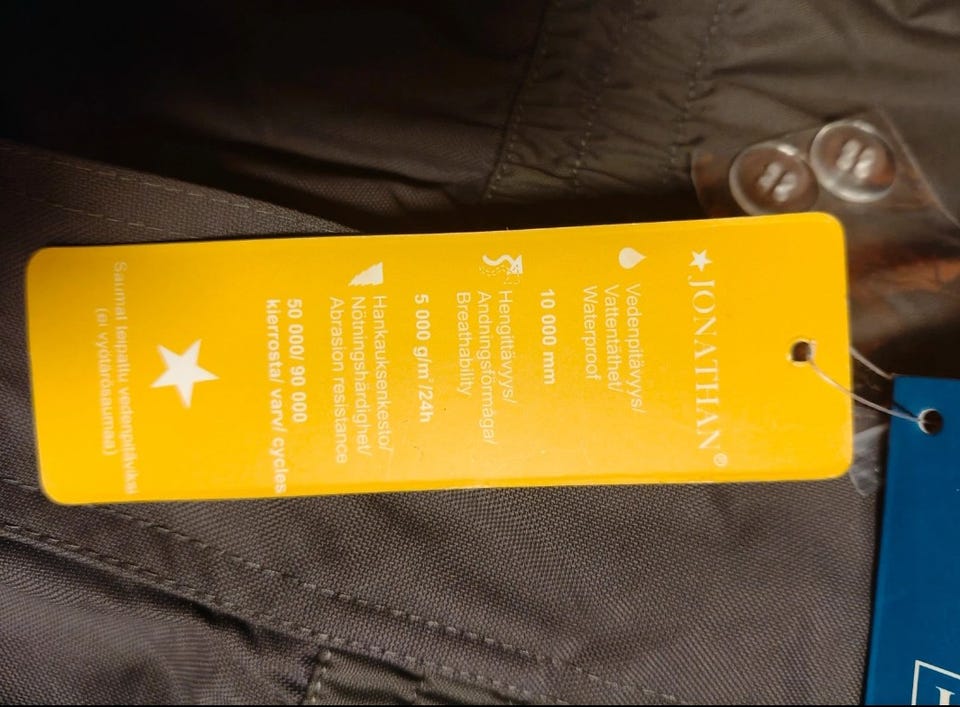 JONATHAN®
Vedenpitävyys/
Vattentäthet/
Waterproof
10 000 mm
Hengittävyys/
Andningsförmåga/
Breathability
5 000 g/m²/24h
Hankauksenkesto/
Nötningshärdighet/
Abrasion resistance
50 000/ 90 000
kierrosta/ varv/ cycles
Saumat teipattu vedenpitäviksi
(ei vyötärösaumaa)